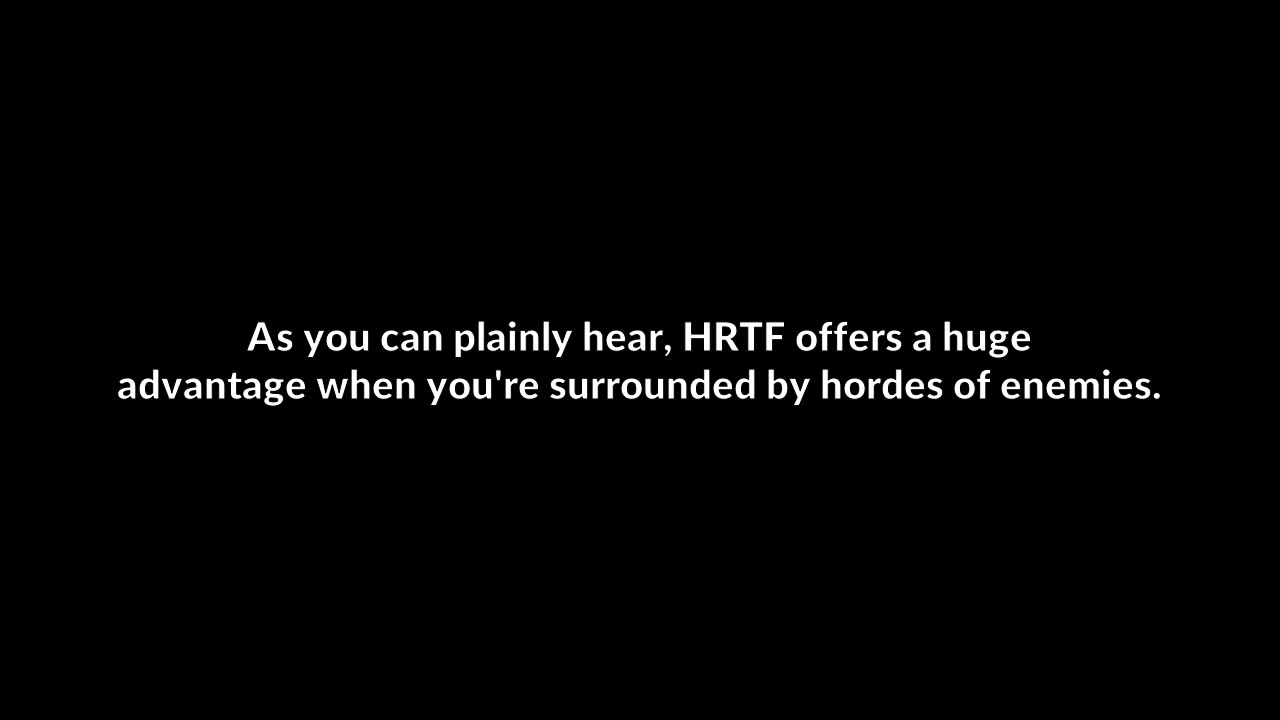 As you can plainly hear, HRTF offers a huge
advantage when you're surrounded by hordes of enemies.